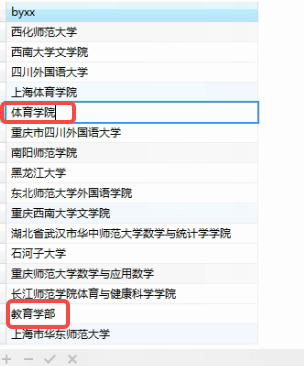 byxx
西化师范大学
西南大学文学院
四川外国语大学
上海体育学院
体育学院
重庆市四川外国语大学
南阳师范学院
黑龙江大学
东北师范大学外国语学院
重庆西南大学文学院
湖北省武汉市华中师范大学数学与统计学学院
石河子大学
重庆师范大学数学与应用数学
长江师范学院体育与健康科学学院
教育学部
上海市华东师范大学